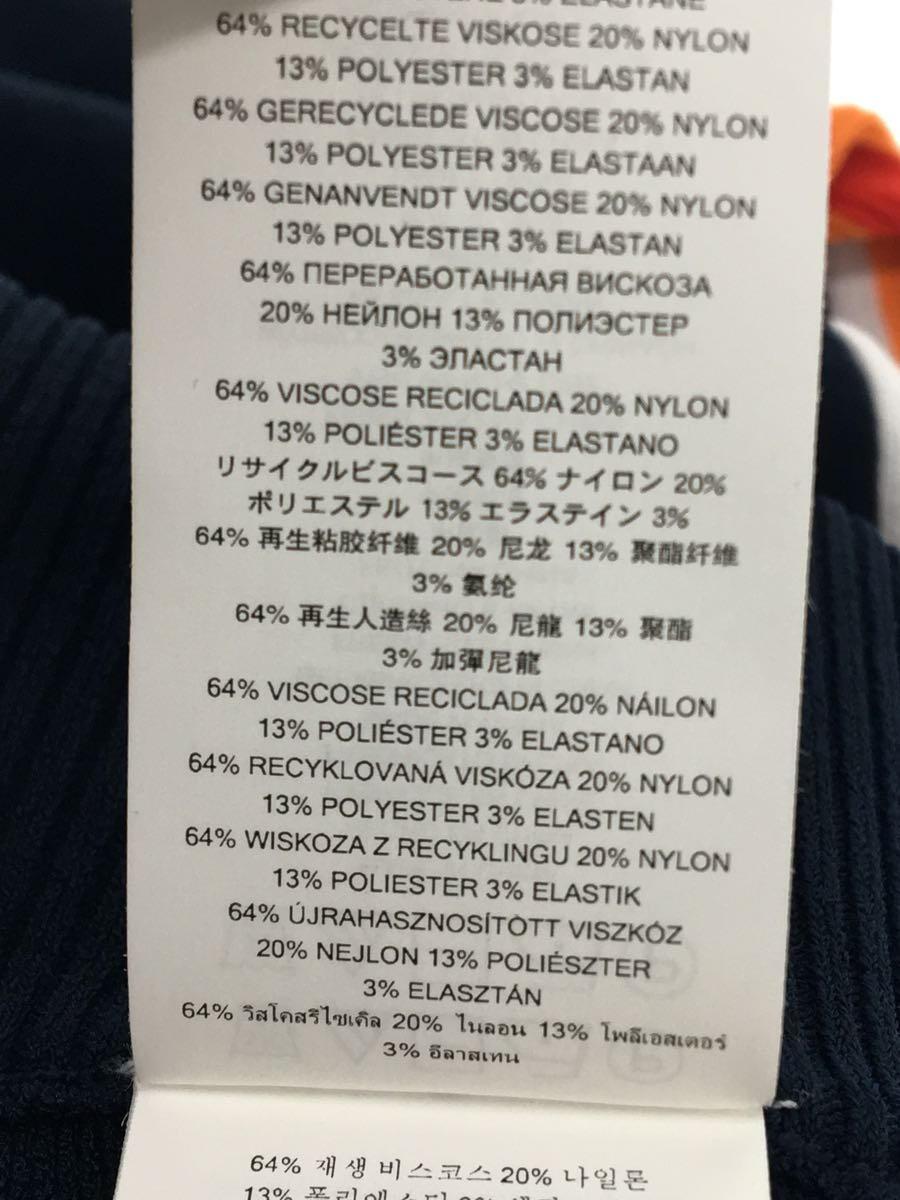 3% ELASTANE
64% RECYCELTE VISKOSE 20% NYLON
13% POLYESTER 3% ELASTAN
64% GERECYCLEDE VISCOSE 20% NYLON
13% POLYESTER 3% ELASTAAN
64% GENANVENDT VISCOSE 20% NYLON
13% POLYESTER 3% ELASTAN
64% ПЕРЕРАБОТАННАЯ ВИСКОЗА
20% НЕЙЛОН 13% ПОЛИЭСТЕР
3% ЭЛАСТАН
64% VISCOSE RECICLADA 20% NYLON
13% POLIÉSTER 3% ELASTANO
リサイクルビスコース 64% ナイロン 20%
ポリエステル 13% エラステイン 3%
64% 再生粘胶纤维 20% 尼龙 13% 聚酯纤维
3% 氨纶
64% 再生人造絲 20% 尼龍 13% 聚酯
3% 加彈尼龍
64% VISCOSE RECICLADA 20% NÁILON
13% POLIÉSTER 3% ELASTANO
64% RECYKLOVANÁ VISKÓZA 20% NYLON
13% POLYESTER 3% ELASTEN
64% WISKOZA Z RECYKLINGU 20% NYLON
13% POLIESTER 3% ELASTIK
64% ÚJRAHASZNOSÍTOTT VISZKÓZ
20% NEJLON 13% POLIÉSZTER
3% ELASZTÁN
64% วิสโคสรีไซเคิล 20% ไนลอน 13% โพลีเอสเตอร์
3% อีลาสเทน
64% 재생 비스코스 20% 나일론
13%